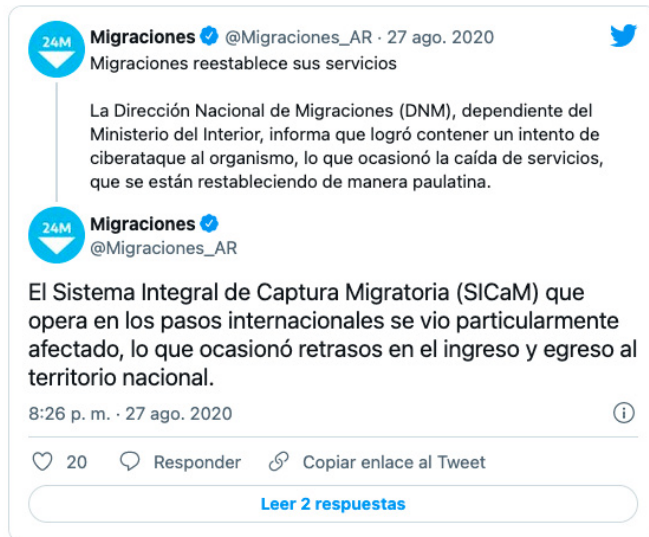 24M
Migraciones @Migraciones_AR · 27 ago. 2020
Migraciones reestablece sus servicios
La Dirección Nacional de Migraciones (DNM), dependiente del
Ministerio del Interior, informa que logró contener un intento de
ciberataque al organismo, lo que ocasionó la caída de servicios,
que se están restableciendo de manera paulatina.
24M
Migraciones
@Migraciones_AR
El Sistema Integral de Captura Migratoria (SICaM) que
opera en los pasos internacionales se vio particularmente
afectado, lo que ocasionó retrasos en el ingreso y egreso al
territorio nacional.
8:26 p. m. · 27 ago. 2020
20 Responder Copiar enlace al Tweet
Leer 2 respuestas